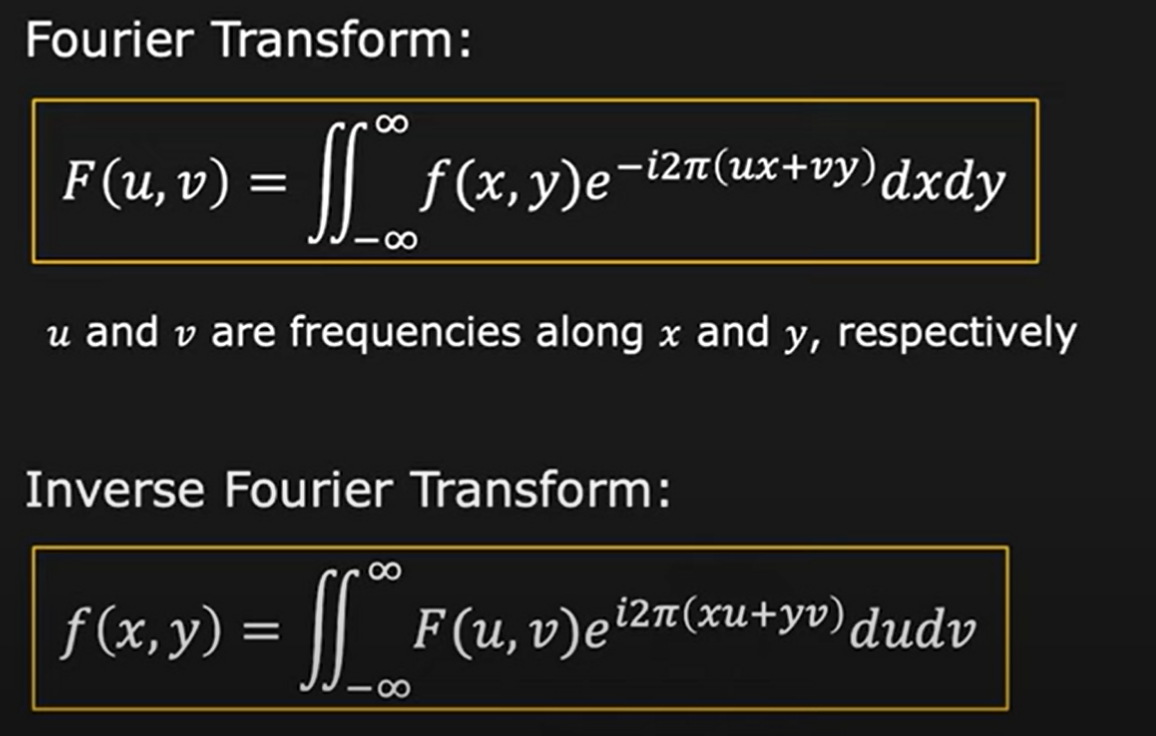 Fourier Transform:
F(u, v) = ∬_{-∞}^{∞} f(x, y)e^{-i2π(ux+vy)}dxdy
u and v are frequencies along x and y, respectively
Inverse Fourier Transform:
f(x, y) = ∬_{-∞}^{∞} F(u, v)e^{i2π(xu+yv)}dudv